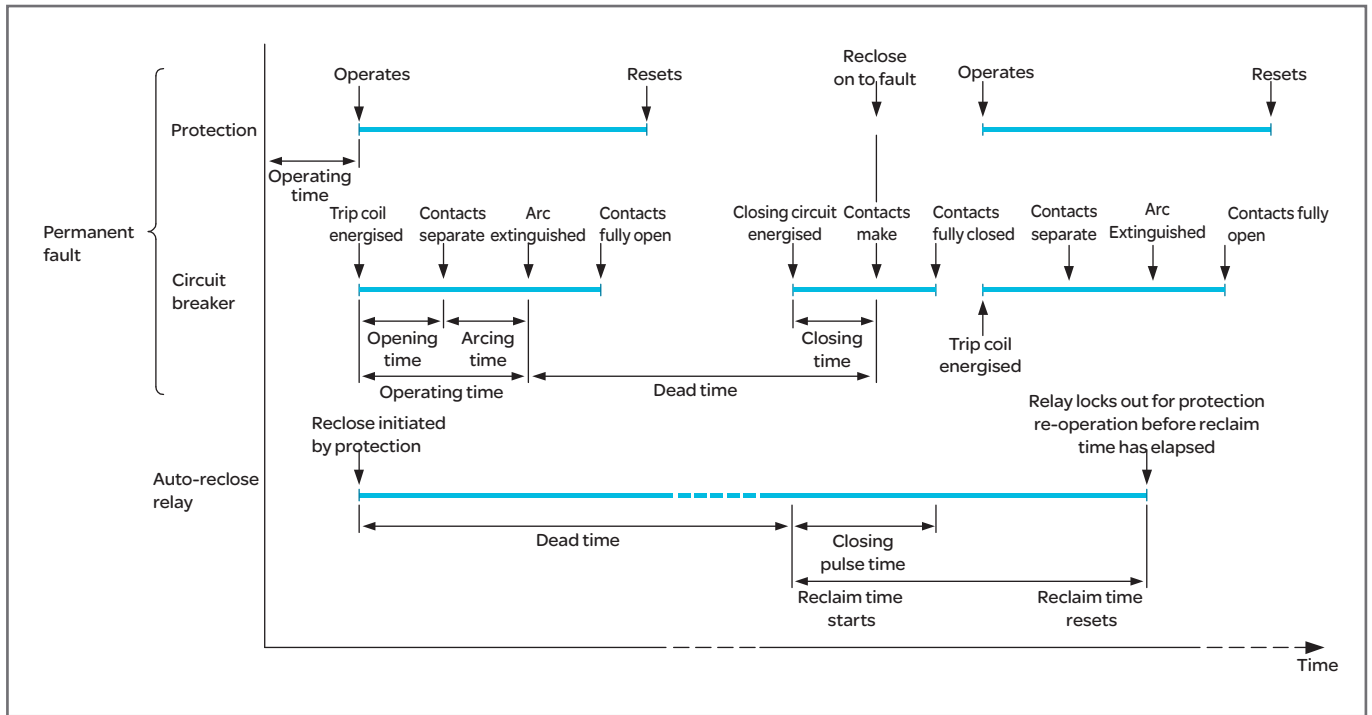 Reclose
on to fault
Operates
Resets
Operates
Resets
Protection
Operating
time
Permanent
fault
Trip coil
energised
Contacts
separate
Arc
extinguished
Contacts
fully open
Closing circuit
energised
Contacts
make
Contacts
fully closed
Contacts
separate
Arc
Extinguished
Contacts fully
open
Circuit
breaker
Opening
time
Arcing
time
Closing
time
Trip coil
energised
Operating time
Dead time
Reclose initiated
by protection
Relay locks out for protection
re-operation before reclaim
time has elapsed
Auto-reclose
relay
Dead time
Closing
pulse time
Reclaim time
starts
Reclaim time
resets
Time